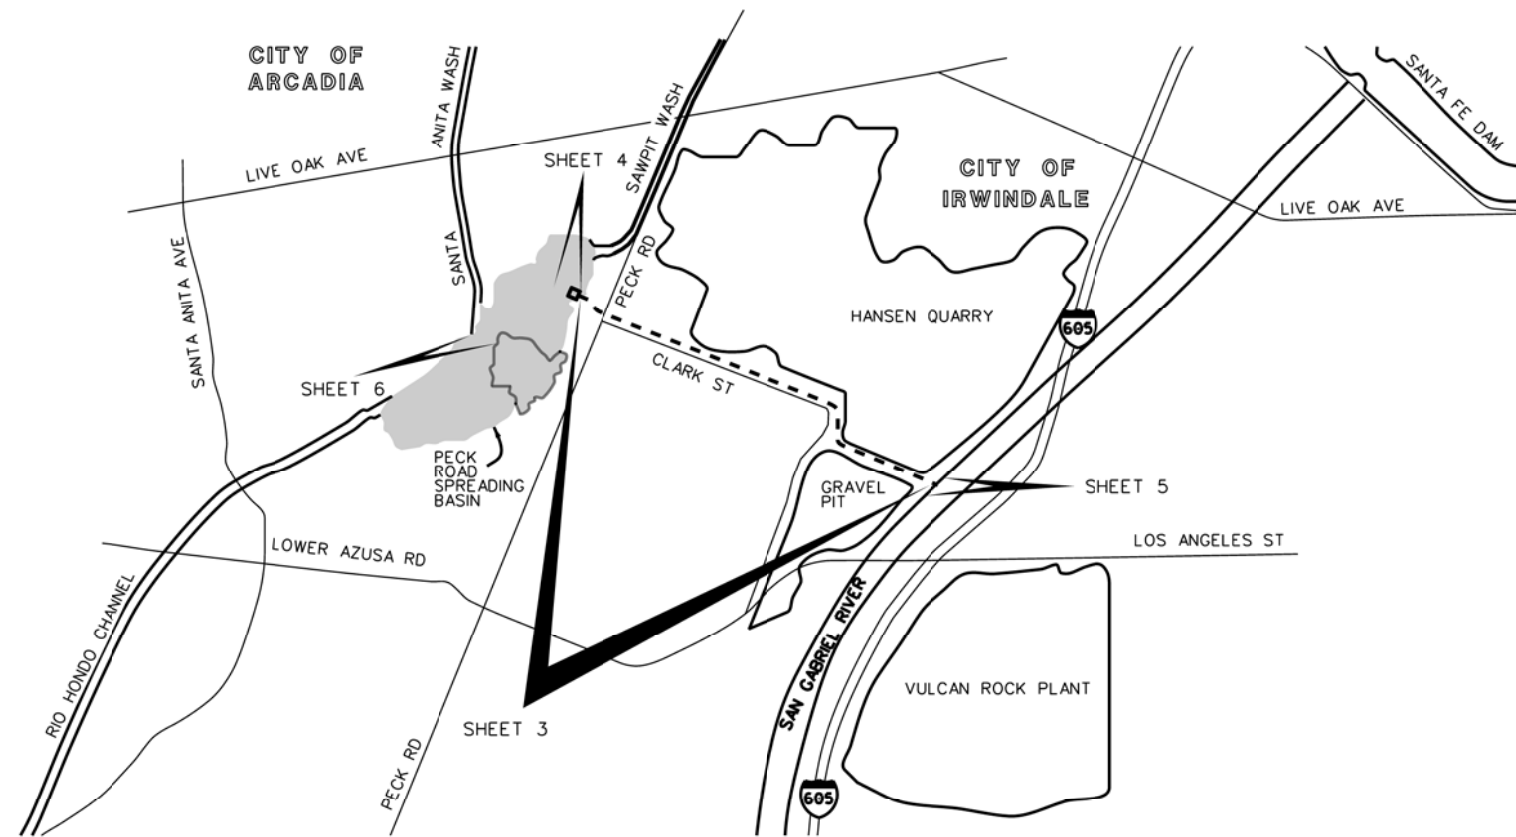 CITY OF
ARCADIA
ANITA WASH
SANTA
SAWPIT WASH
SANTA FE DAM
LIVE OAK AVE
SHEET 4
CITY OF
IRWINDALE
LIVE OAK AVE
SANTA ANITA AVE
PECK RD
HANSEN QUARRY
605
CLARK ST
SHEET 6
PECK
ROAD
SPREADING
BASIN
GRAVEL
PIT
SHEET 5
LOS ANGELES ST
LOWER AZUSA RD
RIO HONDO CHANNEL
SAN GABRIEL RIVER
VULCAN ROCK PLANT
SHEET 3
PECK RD
605